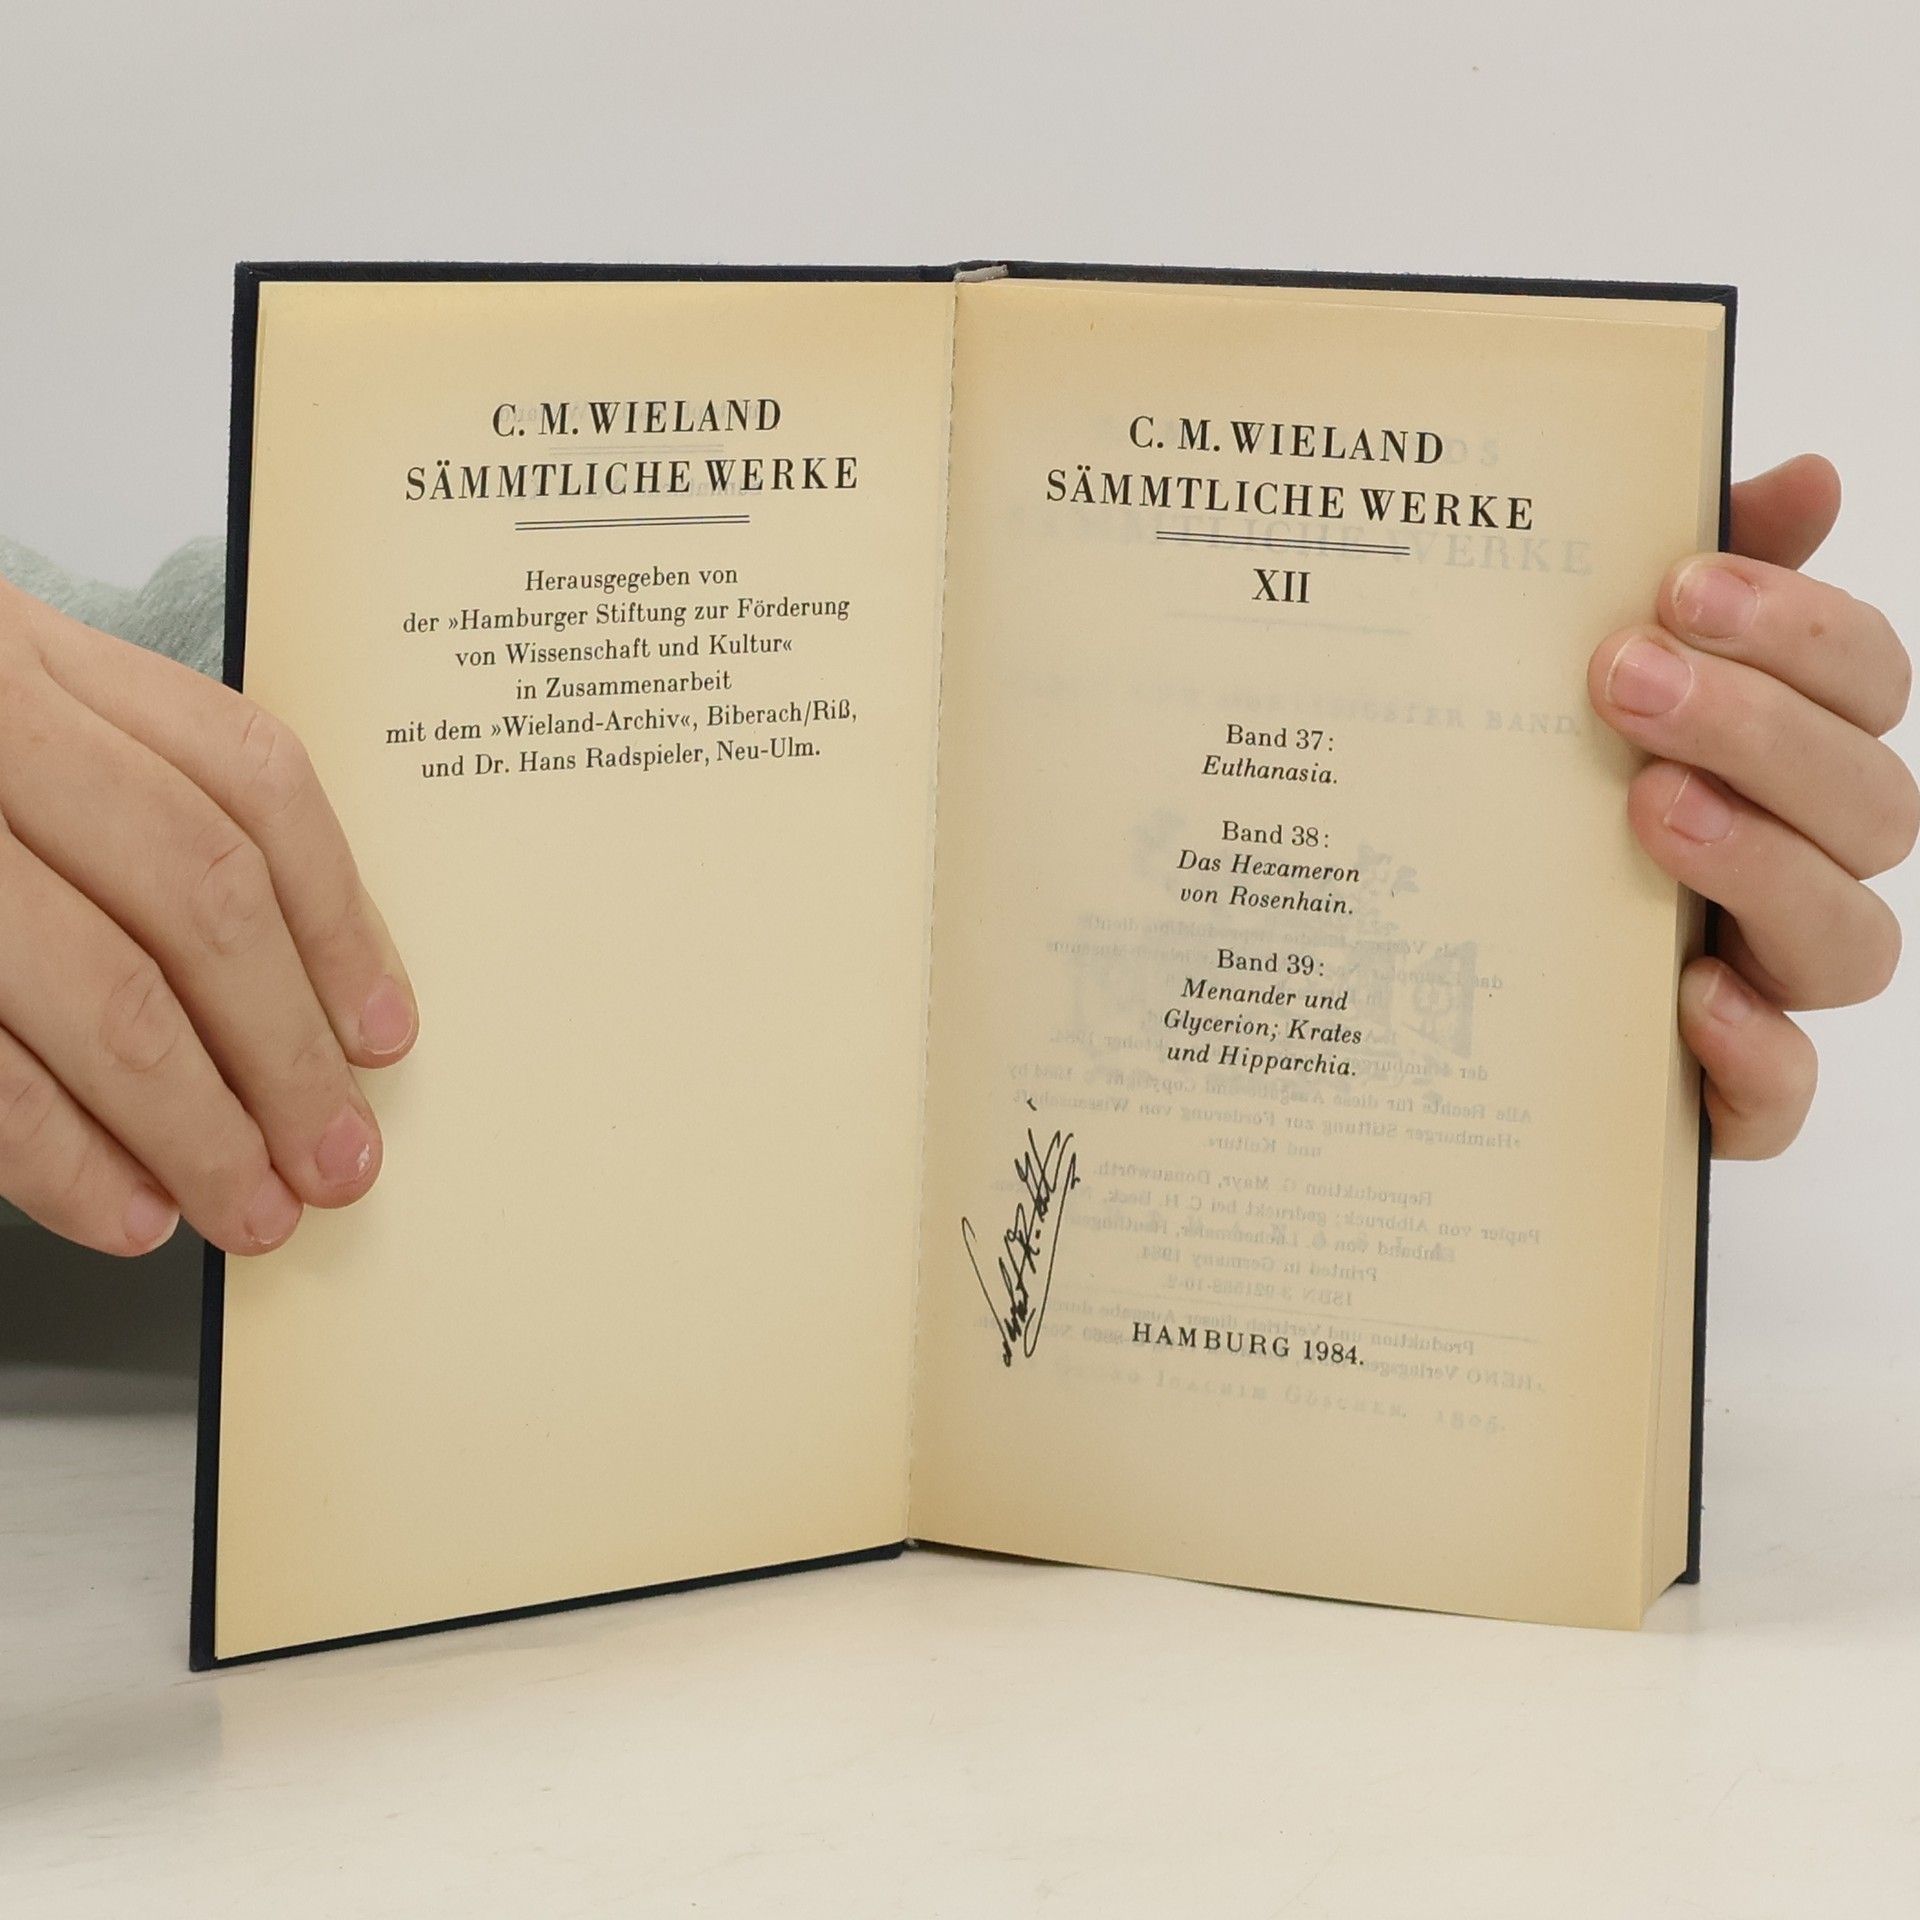 C. M. WIELAND
SÄMMTLICHE WERKE
Herausgegeben von
der »Hamburger Stiftung zur Förderung
von Wissenschaft und Kultur«
in Zusammenarbeit
mit dem »Wieland-Archiv«, Biberach/Riß,
und Dr. Hans Radspieler, Neu-Ulm.
C. M. WIELAND
SÄMMTLICHE WERKE
XII
Band 37:
Euthanasia.
Band 38:
Das Hexameron
von Rosenhain.
Band 39:
Menander und
Glycerion; Krates
und Hipparchia.
HAMBURG 1984.